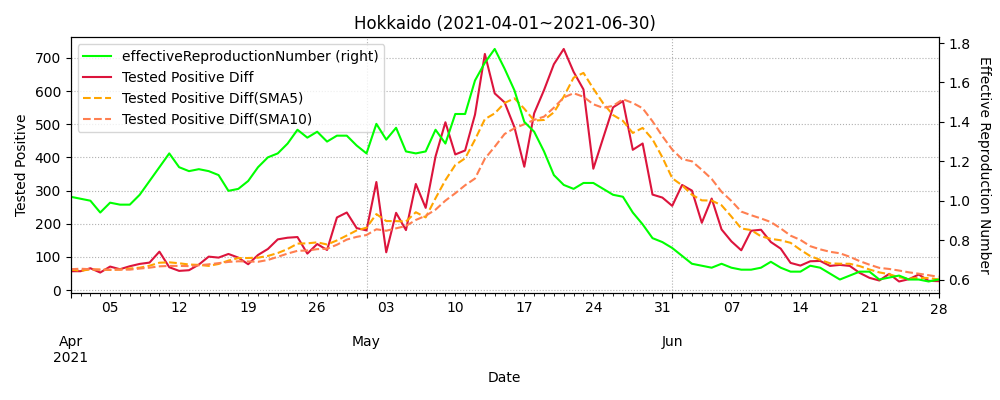 Hokkaido (2021-04-01~2021-06-30)
effectiveReproductionNumber (right)
Tested Positive Diff
Tested Positive Diff(SMA5)
Tested Positive Diff(SMA10)
Tested Positive
700
600
500
400
300
200
100
0
1.8
1.6
1.4
1.2
1.0
0.8
0.6
Effective Reproduction Number
05 12 19 26 03 10 17 24 31 07 14 21 28
Apr May Jun
2021
Date